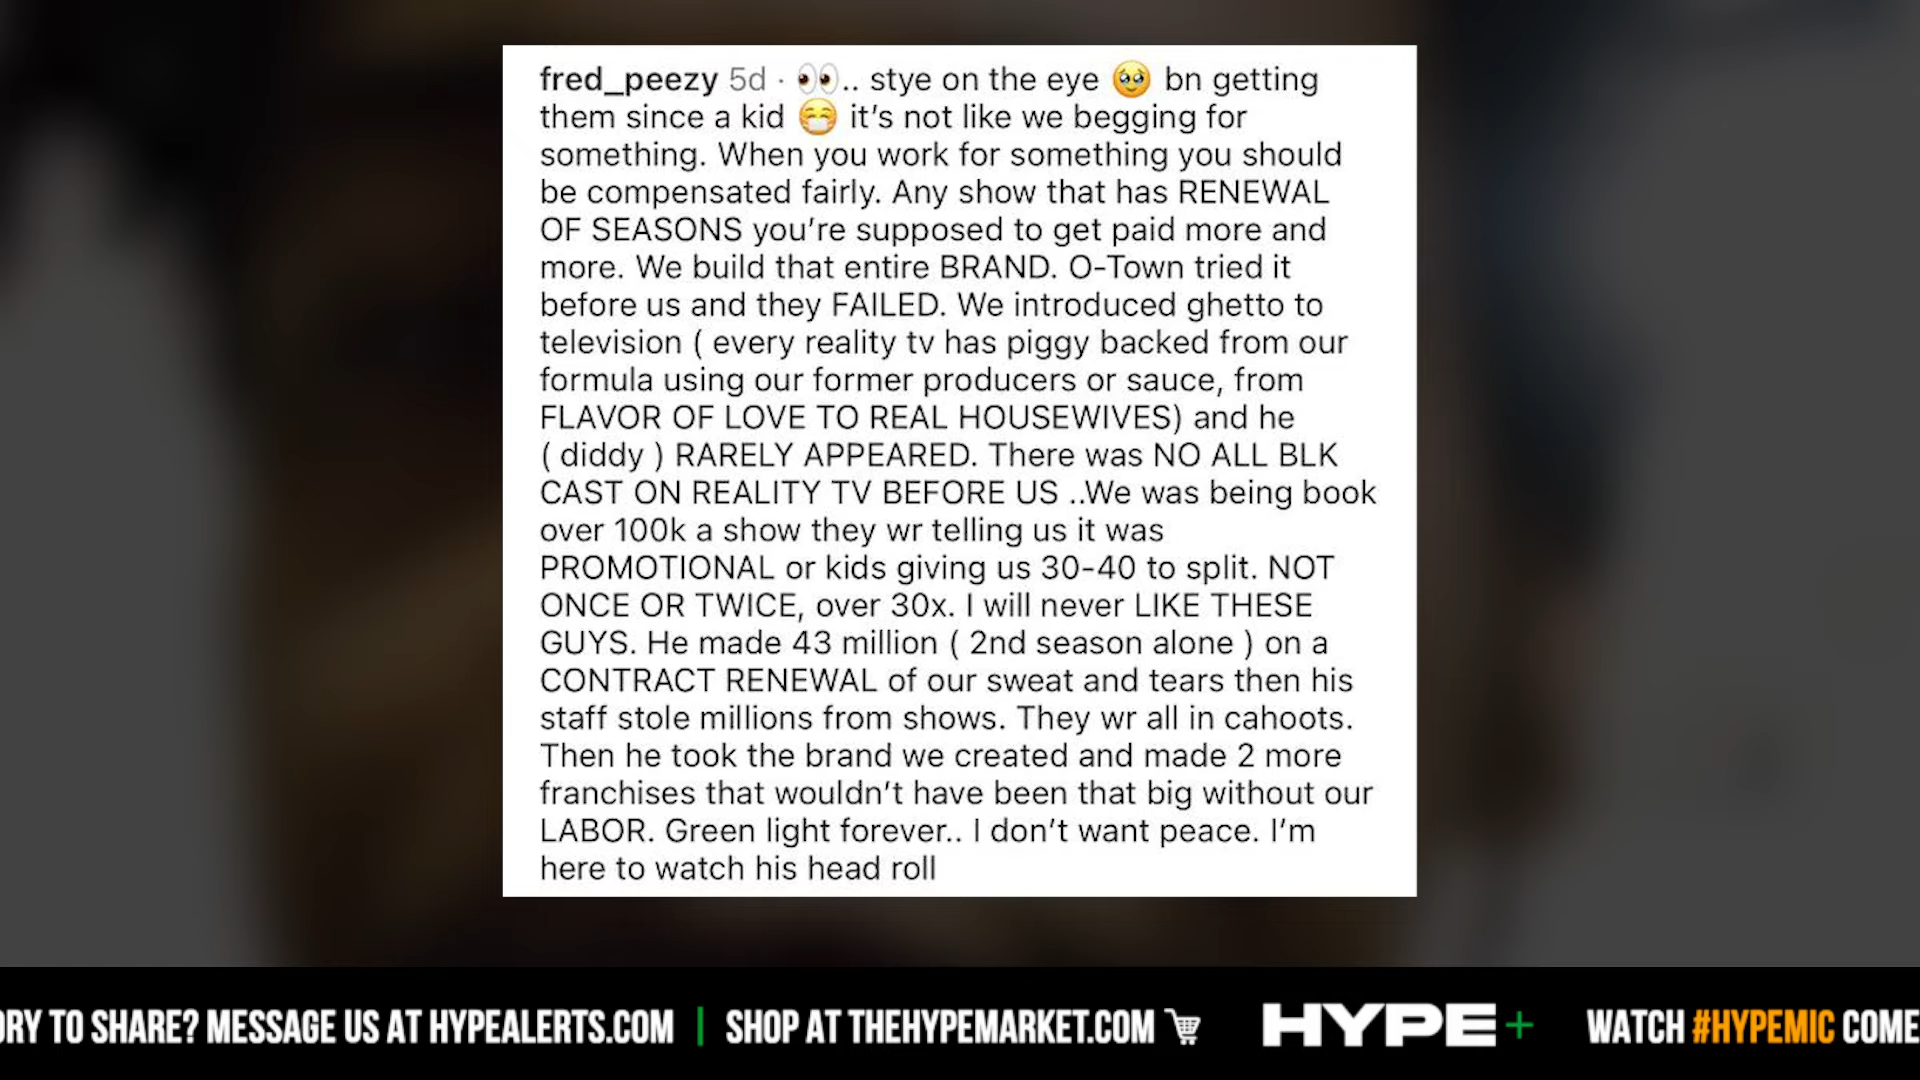 fred_peezy 5d · 👀.. stye on the eye 🥹 bn getting
them since a kid 😷 it’s not like we begging for
something. When you work for something you should
be compensated fairly. Any show that has RENEWAL
OF SEASONS you’re supposed to get paid more and
more. We build that entire BRAND. O-Town tried it
before us and they FAILED. We introduced ghetto to
television ( every reality tv has piggy backed from our
formula using our former producers or sauce, from
FLAVOR OF LOVE TO REAL HOUSEWIVES) and he
( diddy ) RARELY APPEARED. There was NO ALL BLK
CAST ON REALITY TV BEFORE US ..We was being book
over 100k a show they wr telling us it was
PROMOTIONAL or kids giving us 30-40 to split. NOT
ONCE OR TWICE, over 30x. I will never LIKE THESE
GUYS. He made 43 million ( 2nd season alone ) on a
CONTRACT RENEWAL of our sweat and tears then his
staff stole millions from shows. They wr all in cahoots.
Then he took the brand we created and made 2 more
franchises that wouldn’t have been that big without our
LABOR. Green light forever.. I don’t want peace. I’m
here to watch his head roll
ORY TO SHARE? MESSAGE US AT HYPEALERTS.COM | SHOP AT THEHYPEMARKET.COM HYPE+ WATCH #HYPEMIC COME